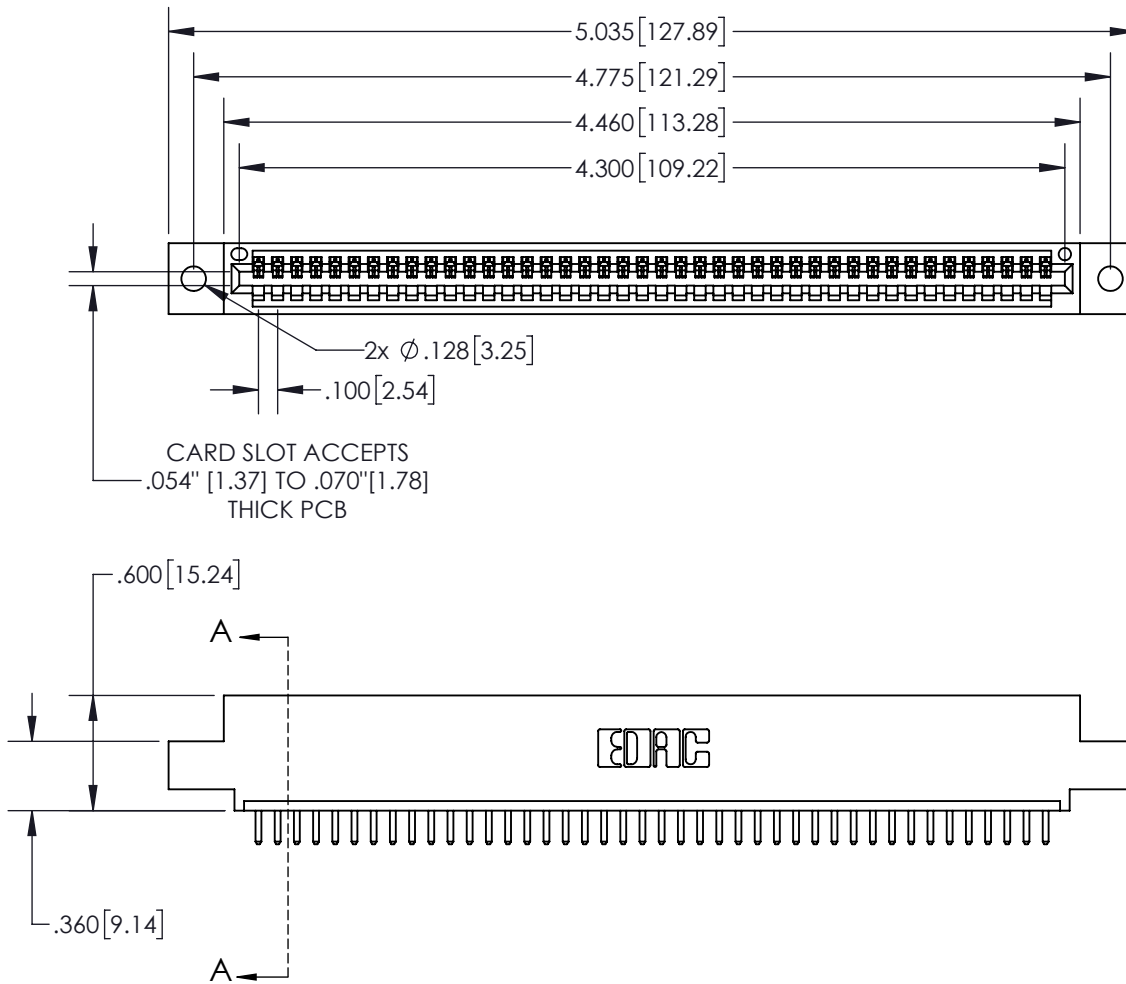 5.035[127.89]
4.775[121.29]
4.460[113.28]
4.300[109.22]
2x Ø.128[3.25]
.100[2.54]
CARD SLOT ACCEPTS
.054" [1.37] TO .070"[1.78]
THICK PCB
.600[15.24]
A
EDAC
.360[9.14]
A